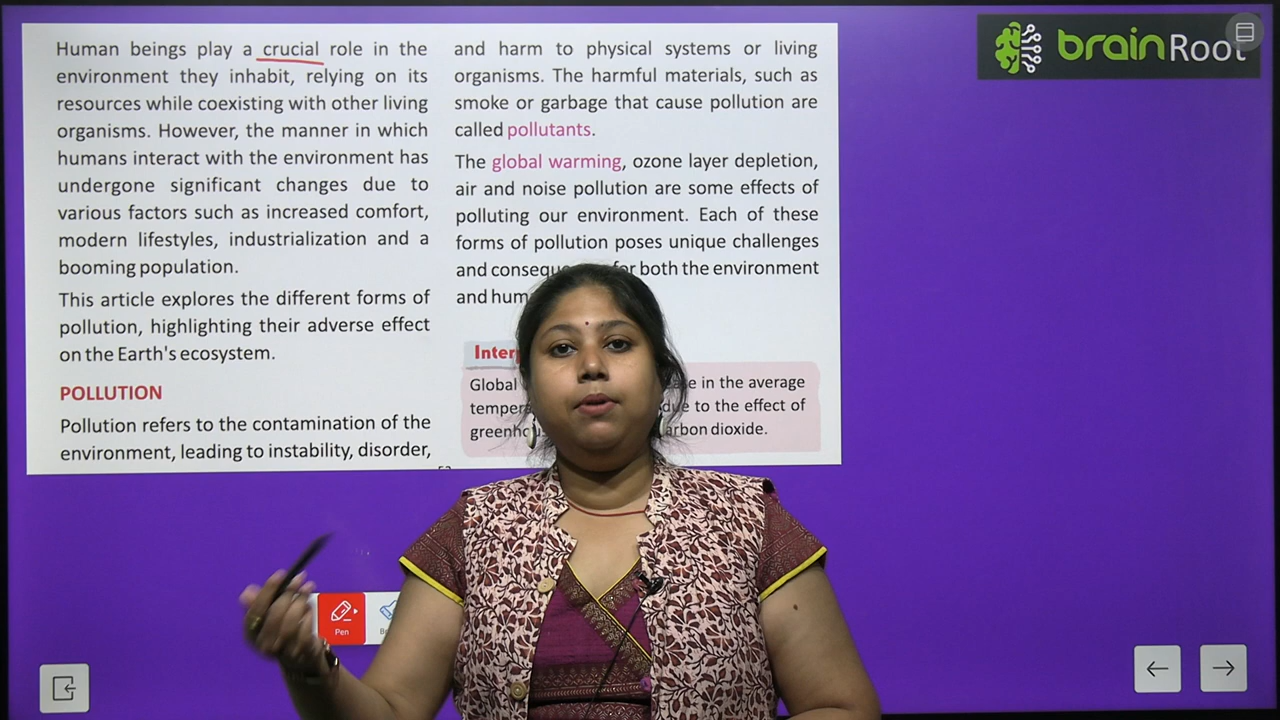 Human beings play a crucial role in the
environment they inhabit, relying on its
resources while coexisting with other living
organisms. However, the manner in which
humans interact with the environment has
undergone significant changes due to
various factors such as increased comfort,
modern lifestyles, industrialization and a
booming population.
This article explores the different forms of
pollution, highlighting their adverse effect
on the Earth's ecosystem.
POLLUTION
Pollution refers to the contamination of the
environment, leading to instability, disorder,
and harm to physical systems or living
organisms. The harmful materials, such as
smoke or garbage that cause pollution are
called pollutants.
The global warming, ozone layer depletion,
air and noise pollution are some effects of
polluting our environment. Each of these
forms of pollution poses unique challenges
and for both the environment
and
Global in the average
due to the effect of
carbon dioxide.
brainRoot
Pen